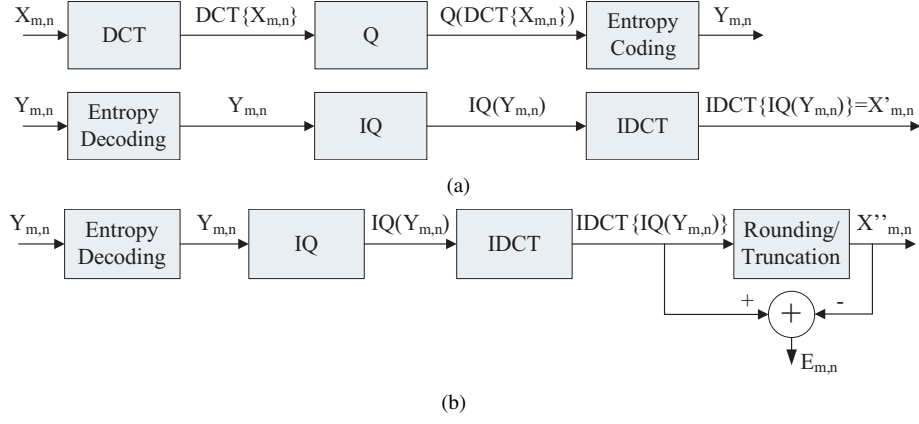 X_{m,n} DCT DCT{X_{m,n}} Q Q(DCT{X_{m,n}}) Entropy Coding Y_{m,n}
Y_{m,n} Entropy Decoding Y_{m,n} IQ IQ(Y_{m,n}) IDCT IDCT{IQ(Y_{m,n})}=X'_{m,n}
(a)
Y_{m,n} Entropy Decoding Y_{m,n} IQ IQ(Y_{m,n}) IDCT IDCT{IQ(Y_{m,n})} Rounding/ Truncation X''_{m,n}
+ + -
E_{m,n}
(b)